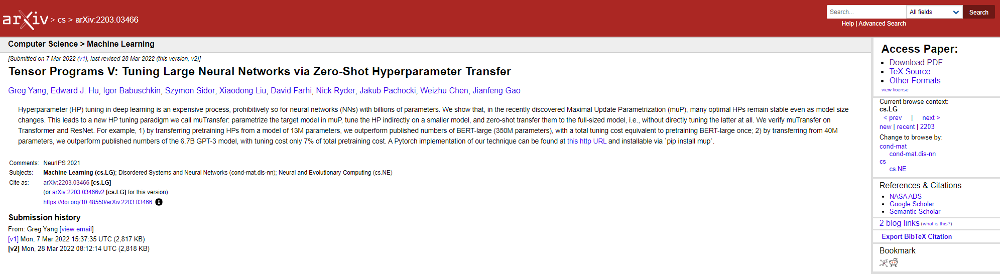 arXiv > cs > arXiv:2203.03466
Search...
All fields
Search
Help | Advanced Search
Computer Science > Machine Learning
[Submitted on 7 Mar 2022 (v1), last revised 28 Mar 2022 (this version, v2)]
Tensor Programs V: Tuning Large Neural Networks via Zero-Shot Hyperparameter Transfer
Greg Yang, Edward J. Hu, Igor Babuschkin, Szymon Sidor, Xiaodong Liu, David Farhi, Nick Ryder, Jakub Pachocki, Weizhu Chen, Jianfeng Gao
Hyperparameter (HP) tuning in deep learning is an expensive process, prohibitively so for neural networks (NNs) with billions of parameters. We show that, in the recently discovered Maximal Update Parametrization (muP), many optimal HPs remain stable even as model size
changes. This leads to a new HP tuning paradigm we call muTransfer: parametrize the target model in muP, tune the HP indirectly on a smaller model, and zero-shot transfer them to the full-sized model, i.e., without directly tuning the latter at all. We verify muTransfer on
Transformer and ResNet. For example, 1) by transferring pretraining HPs from a model of 13M parameters, we outperform published numbers of BERT-large (350M parameters), with a total tuning cost equivalent to pretraining BERT-large once; 2) by transferring from 40M
parameters, we outperform published numbers of the 6.7B GPT-3 model, with tuning cost only 7% of total pretraining cost. A Pytorch implementation of our technique can be found at this http URL and installable via `pip install mup`.
Comments: NeurIPS 2021
Subjects: Machine Learning (cs.LG); Disordered Systems and Neural Networks (cond-mat.dis-nn); Neural and Evolutionary Computing (cs.NE)
Cite as: arXiv:2203.03466 [cs.LG]
(or arXiv:2203.03466v2 [cs.LG] for this version)
https://doi.org/10.48550/arXiv.2203.03466
Submission history
From: Greg Yang [view email]
[v1] Mon, 7 Mar 2022 15:37:35 UTC (2,817 KB)
[v2] Mon, 28 Mar 2022 08:12:14 UTC (2,818 KB)
Access Paper:
Download PDF
TeX Source
Other Formats
view license
Current browse context:
cs.LG
< prev | next >
new | recent | 2203
Change to browse by:
cond-mat
cond-mat.dis-nn
cs
cs.NE
References & Citations
NASA ADS
Google Scholar
Semantic Scholar
2 blog links (what is this?)
Export BibTeX Citation
Bookmark